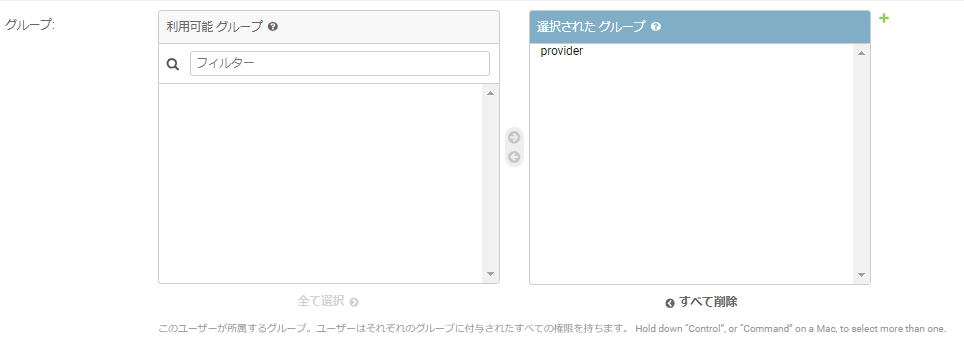 グループ:
利用可能 グループ
フィルター
全て選択
選択された グループ
provider
すべて削除
このユーザーが所属するグループ。ユーザーはそれぞれのグループに付与されたすべての権限を持ちます。 Hold down “Control”, or “Command” on a Mac, to select more than one.